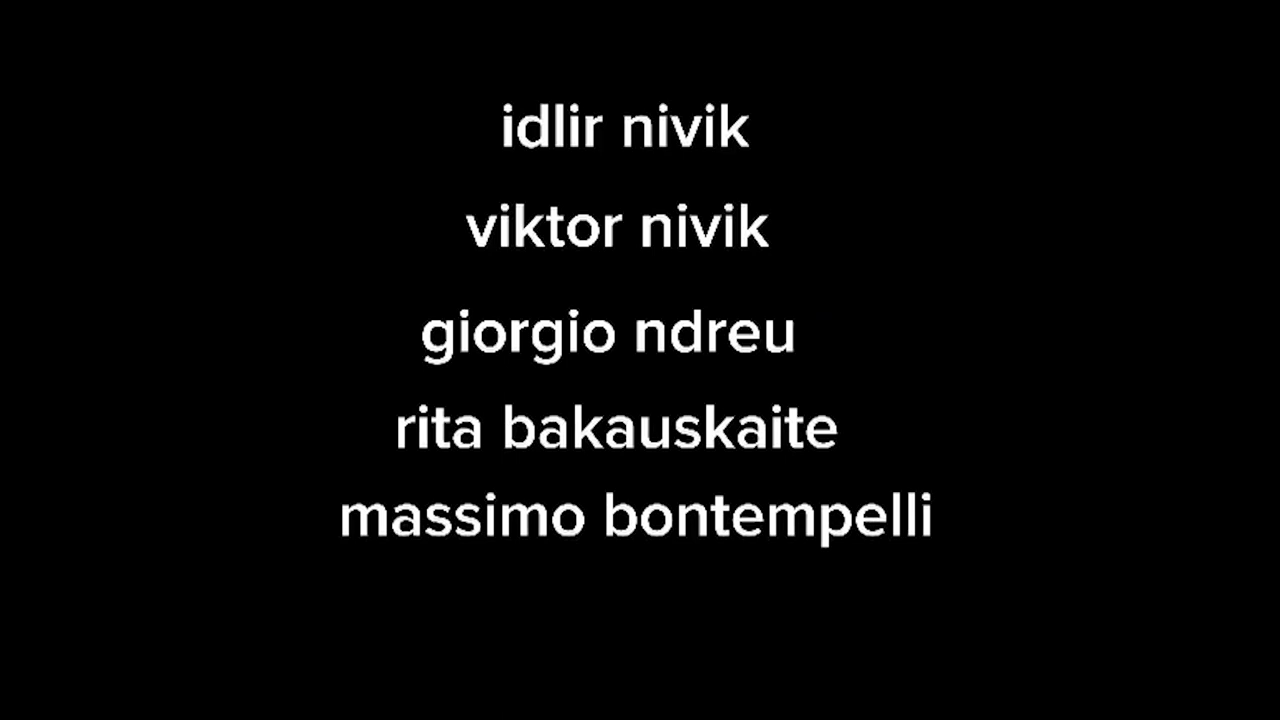 idlir nivik
viktor nivik
giorgio ndreu
rita bakauskaite
massimo bontempelli